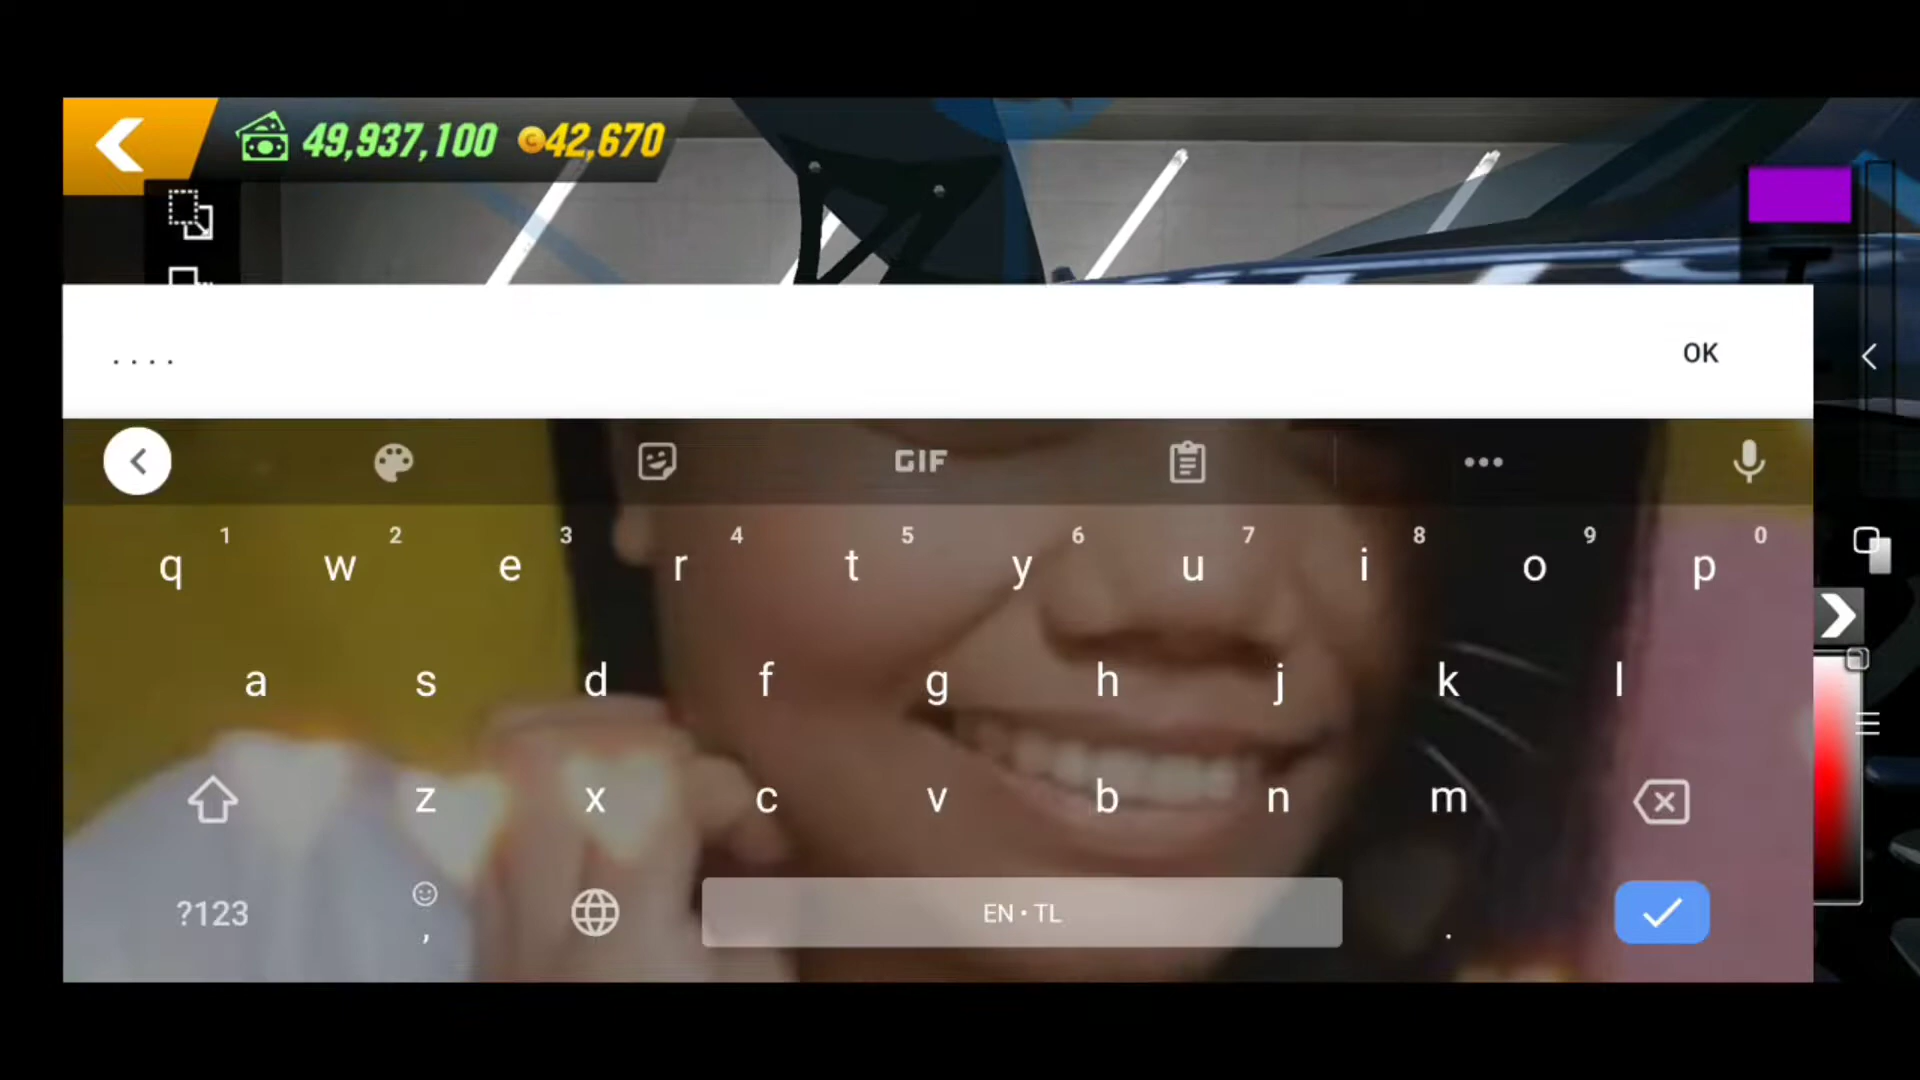 49,937,100 C 42,670
....
OK
GIF
1 2 3 4 5 6 7 8 9 0
q w e r t y u i o p
a s d f g h j k l
z x c v b n m
?123 , EN • TL .